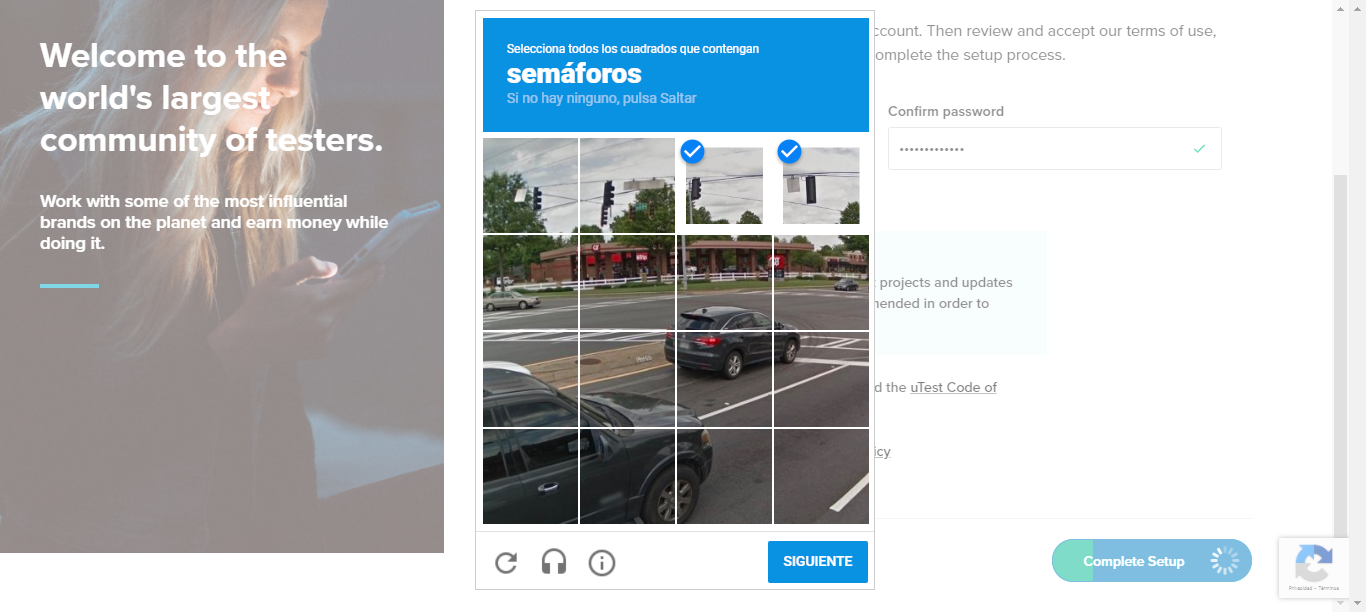 Welcome to the
world's largest
community of testers.
Work with some of the most influential
brands on the planet and earn money while
doing it.
Selecciona todos los cuadrados que contengan
semáforos
Si no hay ninguno, pulsa Saltar
SIGUIENTE
ccount. Then review and accept our terms of use,
omplete the setup process.
Confirm password
projects and updates
nended in order to
d the uTest Code of
icy
Complete Setup
Privacidad - Términos